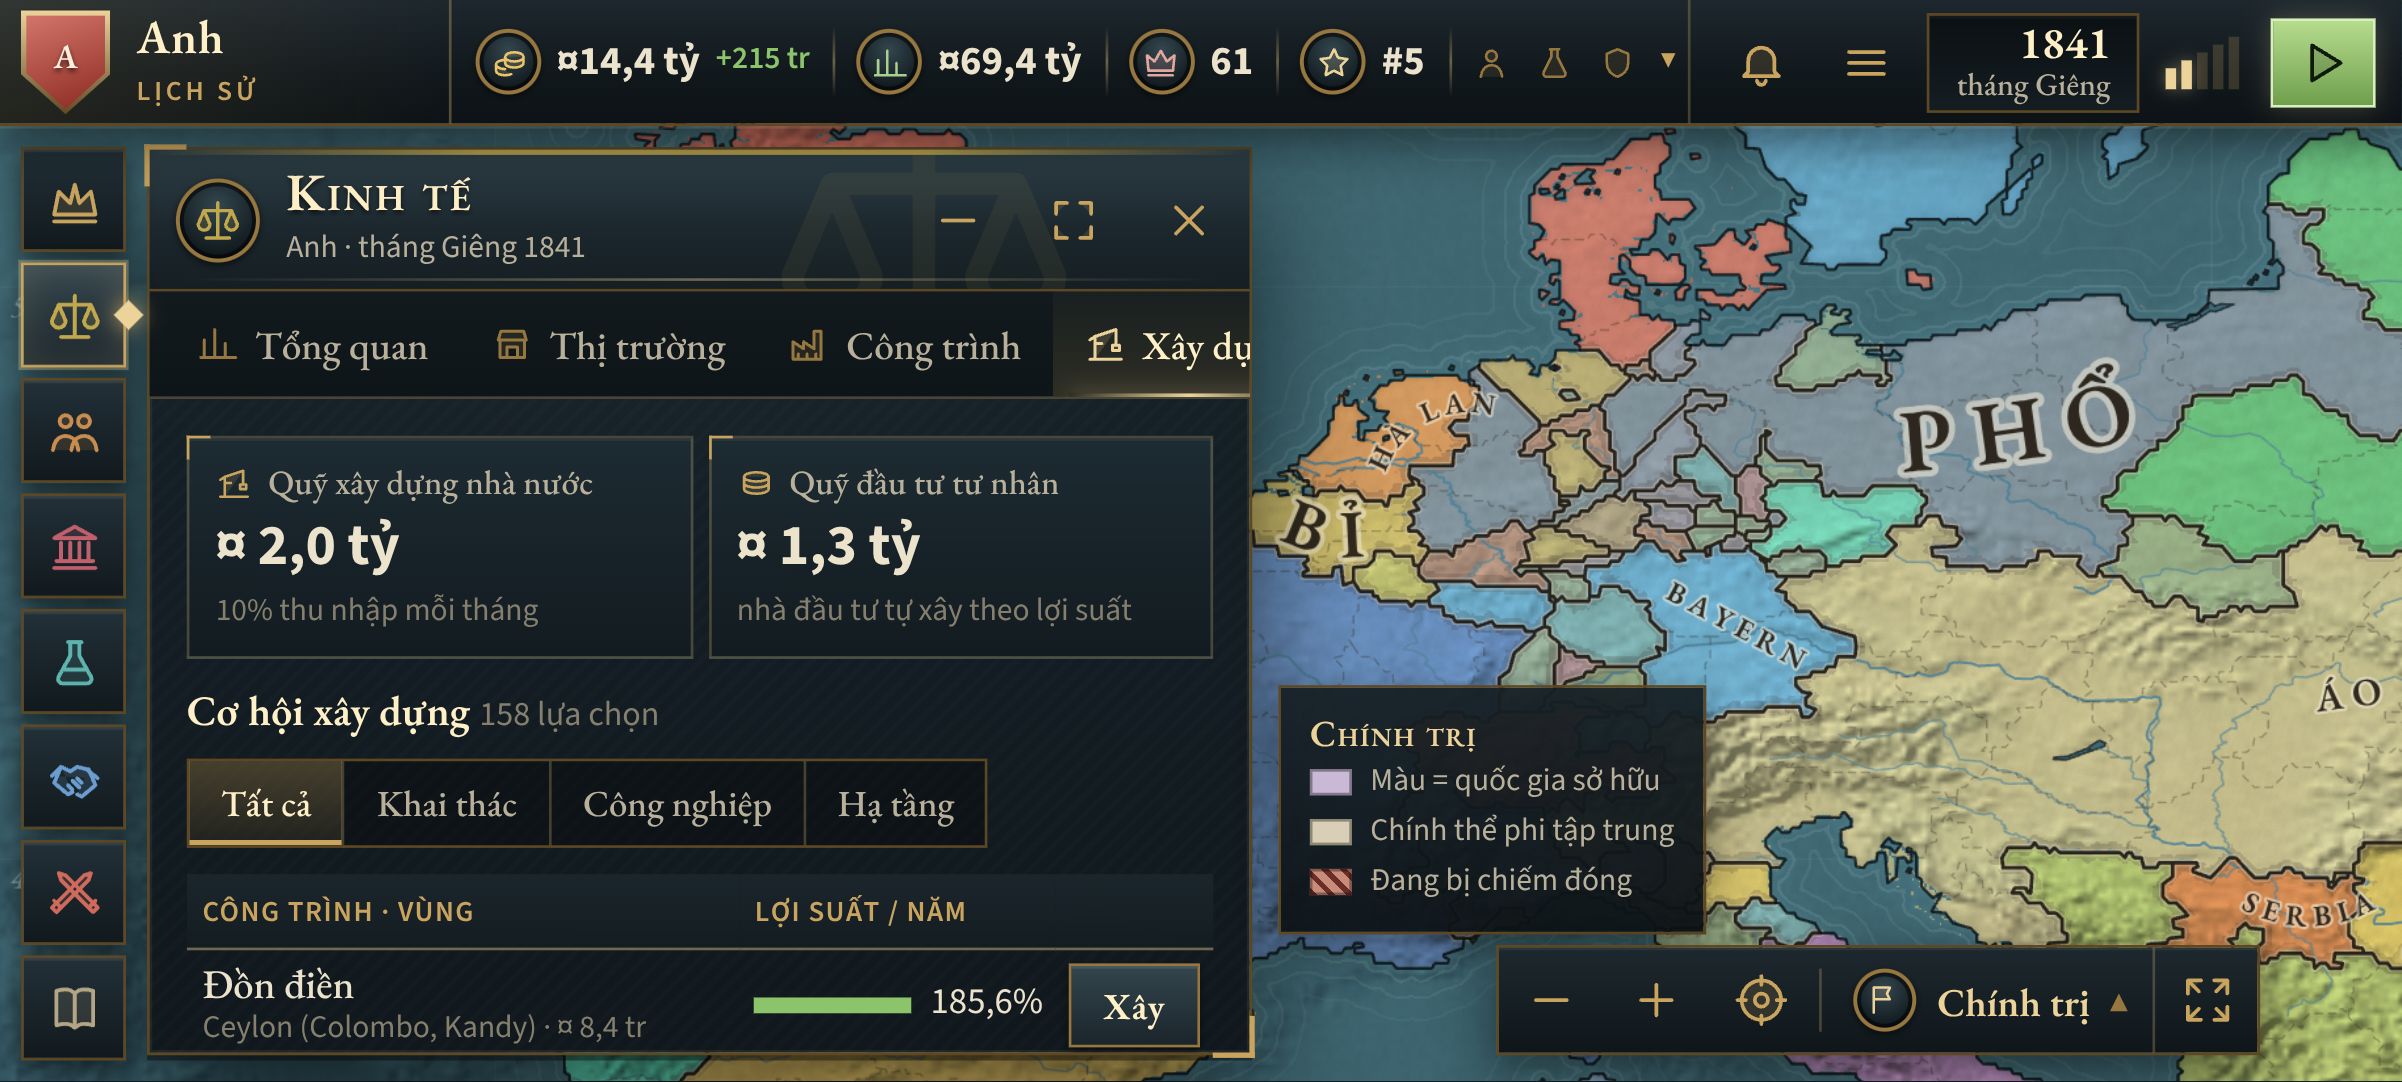 A
Anh
LỊCH SỬ
¤14,4 tỷ +215 tr
¤69,4 tỷ
61
#5
1841
tháng Giêng
Kinh tế
Anh · tháng Giêng 1841
Tổng quan
Thị trường
Công trình
Xây dự
Quỹ xây dựng nhà nước
¤ 2,0 tỷ
10% thu nhập mỗi tháng
Quỹ đầu tư tư nhân
¤ 1,3 tỷ
nhà đầu tư tự xây theo lợi suất
Cơ hội xây dựng 158 lựa chọn
Tất cả
Khai thác
Công nghiệp
Hạ tầng
CÔNG TRÌNH · VÙNG
LỢI SUẤT / NĂM
Đồn điền
Ceylon (Colombo, Kandy) · ¤ 8,4 tr
185,6%
Xây
HÀ LAN
PHỔ
BỈ
BAYERN
ÁO
SERBIA
Chính trị
Màu = quốc gia sở hữu
Chính thể phi tập trung
Đang bị chiếm đóng
Chính trị